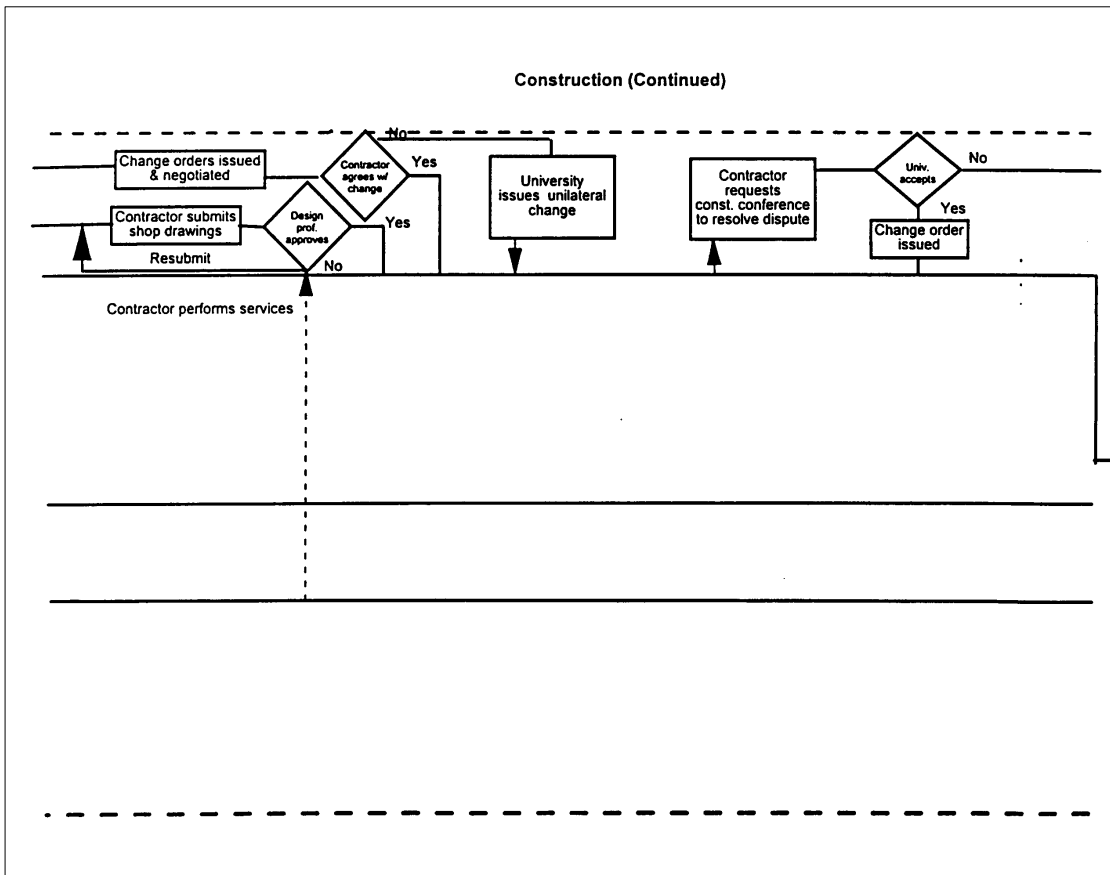 Construction (Continued)
No
Change orders issued
& negotiated
Contractor
agrees w/
change
Yes
University
issues unilateral
change
Contractor
requests
const. conference
to resolve dispute
Univ.
accepts
No
Yes
Change order
issued
Contractor submits
shop drawings
Design
prof.
approves
Yes
Resubmit
No
Contractor performs services